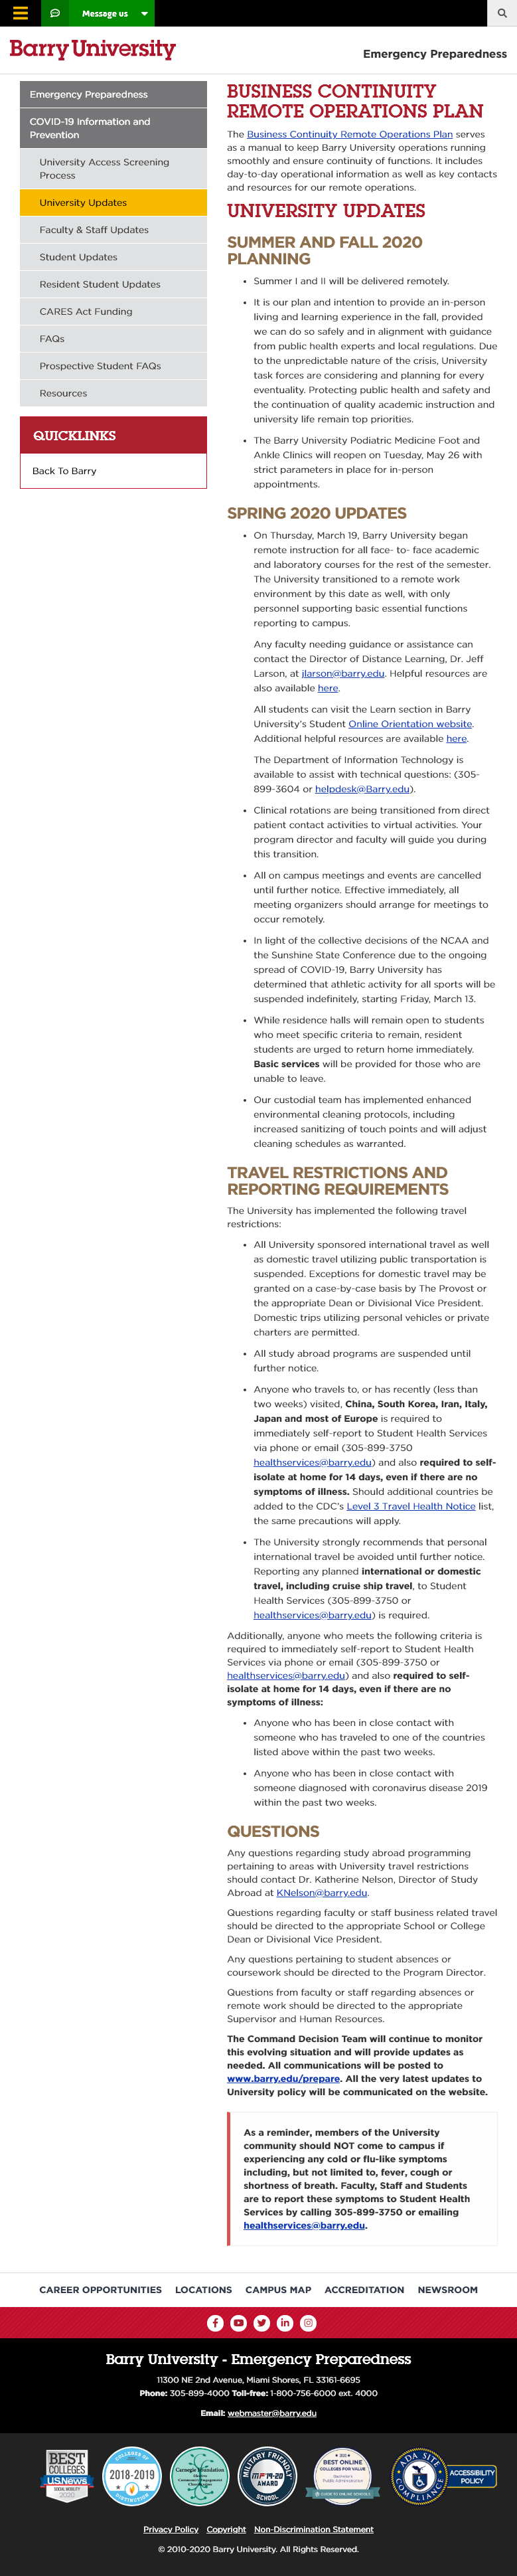 Message us
Barry University
Emergency Preparedness
Emergency Preparedness
COVID-19 Information and
Prevention
University Access Screening
Process
University Updates
Faculty & Staff Updates
Student Updates
Resident Student Updates
CARES Act Funding
FAQs
Prospective Student FAQs
Resources
QUICKLINKS
Back To Barry
BUSINESS CONTINUITY
REMOTE OPERATIONS PLAN
The Business Continuity Remote Operations Plan serves
as a manual to keep Barry University operations running
smoothly and ensure continuity of functions. It includes
day-to-day operational information as well as key contacts
and resources for our remote operations.
UNIVERSITY UPDATES
SUMMER AND FALL 2020
PLANNING
• Summer I and II will be delivered remotely.
• It is our plan and intention to provide an in-person
living and learning experience in the fall, provided
we can do so safely and in alignment with guidance
from public health experts and local regulations. Due
to the unpredictable nature of the crisis, University
task forces are considering and planning for every
eventuality. Protecting public health and safety and
the continuation of quality academic instruction and
university life remain top priorities.
• The Barry University Podiatric Medicine Foot and
Ankle Clinics will reopen on Tuesday, May 26 with
strict parameters in place for in-person
appointments.
SPRING 2020 UPDATES
• On Thursday, March 19, Barry University began
remote instruction for all face- to- face academic
and laboratory courses for the rest of the semester.
The University transitioned to a remote work
environment by this date as well, with only
personnel supporting basic essential functions
reporting to campus.
Any faculty needing guidance or assistance can
contact the Director of Distance Learning, Dr. Jeff
Larson, at jlarson@barry.edu. Helpful resources are
also available here.
All students can visit the Learn section in Barry
University's Student Online Orientation website.
Additional helpful resources are available here.
The Department of Information Technology is
available to assist with technical questions: (305-
899-3604 or helpdesk@Barry.edu).
• Clinical rotations are being transitioned from direct
patient contact activities to virtual activities. Your
program director and faculty will guide you during
this transition.
• All on campus meetings and events are cancelled
until further notice. Effective immediately, all
meeting organizers should arrange for meetings to
occur remotely.
• In light of the collective decisions of the NCAA and
the Sunshine State Conference due to the ongoing
spread of COVID-19, Barry University has
determined that athletic activity for all sports will be
suspended indefinitely, starting Friday, March 13.
• While residence halls will remain open to students
who meet specific criteria to remain, resident
students are urged to return home immediately.
Basic services will be provided for those who are
unable to leave.
• Our custodial team has implemented enhanced
environmental cleaning protocols, including
increased sanitizing of touch points and will adjust
cleaning schedules as warranted.
TRAVEL RESTRICTIONS AND
REPORTING REQUIREMENTS
The University has implemented the following travel
restrictions:
• All University sponsored international travel as well
as domestic travel utilizing public transportation is
suspended. Exceptions for domestic travel may be
granted on a case-by-case basis by The Provost or
the appropriate Dean or Divisional Vice President.
Domestic trips utilizing personal vehicles or private
charters are permitted.
• All study abroad programs are suspended until
further notice.
• Anyone who travels to, or has recently (less than
two weeks) visited, China, South Korea, Iran, Italy,
Japan and most of Europe is required to
immediately self-report to Student Health Services
via phone or email (305-899-3750
healthservices@barry.edu) and also required to self-
isolate at home for 14 days, even if there are no
symptoms of illness. Should additional countries be
added to the CDC's Level 3 Travel Health Notice list,
the same precautions will apply.
• The University strongly recommends that personal
international travel be avoided until further notice.
Reporting any planned international or domestic
travel, including cruise ship travel, to Student
Health Services (305-899-3750 or
healthservices@barry.edu) is required.
Additionally, anyone who meets the following criteria is
required to immediately self-report to Student Health
Services via phone or email (305-899-3750 or
healthservices@barry.edu) and also required to self-
isolate at home for 14 days, even if there are no
symptoms of illness:
• Anyone who has been in close contact with
someone who has traveled to one of the countries
listed above within the past two weeks.
• Anyone who has been in close contact with
someone diagnosed with coronavirus disease 2019
within the past two weeks.
QUESTIONS
Any questions regarding study abroad programming
pertaining to areas with University travel restrictions
should contact Dr. Katherine Nelson, Director of Study
Abroad at KNelson@barry.edu.
Questions regarding faculty or staff business related travel
should be directed to the appropriate School or College
Dean or Divisional Vice President.
Any questions pertaining to student absences or
coursework should be directed to the Program Director.
Questions from faculty or staff regarding absences or
remote work should be directed to the appropriate
Supervisor and Human Resources.
The Command Decision Team will continue to monitor
this evolving situation and will provide updates as
needed. All communications will be posted to
www.barry.edu/prepare. All the very latest updates to
University policy will be communicated on the website.
As a reminder, members of the University
community should NOT come to campus if
experiencing any cold or flu-like symptoms
including, but not limited to, fever, cough or
shortness of breath. Faculty, Staff and Students
are to report these symptoms to Student Health
Services by calling 305-899-3750 or emailing
healthservices@barry.edu.
CAREER OPPORTUNITIES LOCATIONS CAMPUS MAP ACCREDITATION NEWSROOM
Barry University - Emergency Preparedness
11300 NE 2nd Avenue, Miami Shores, FL 33161-6695
Phone: 305-899-4000 Toll-free: 1-800-756-6000 ext. 4000
Email: webmaster@barry.edu
BEST
COLLEGES
U.S.News
SOCIAL MOBILITY
2020
COLLEGES OF
2018-2019
DISTINCTION
Carnegie Foundation
Elective
Community Engagement
Classification
MILITARY FRIENDLY
19-20
AWARD
SCHOOL
2020
BEST ONLINE
COLLEGES FOR VALUE
Bachelor's
Public Administration
GUIDE TO ONLINE SCHOOLS
ADA SITE
COMPLIANCE
ACCESSIBILITY
POLICY
Privacy Policy Copyright Non-Discrimination Statement
© 2010-2020 Barry University. All Rights Reserved.